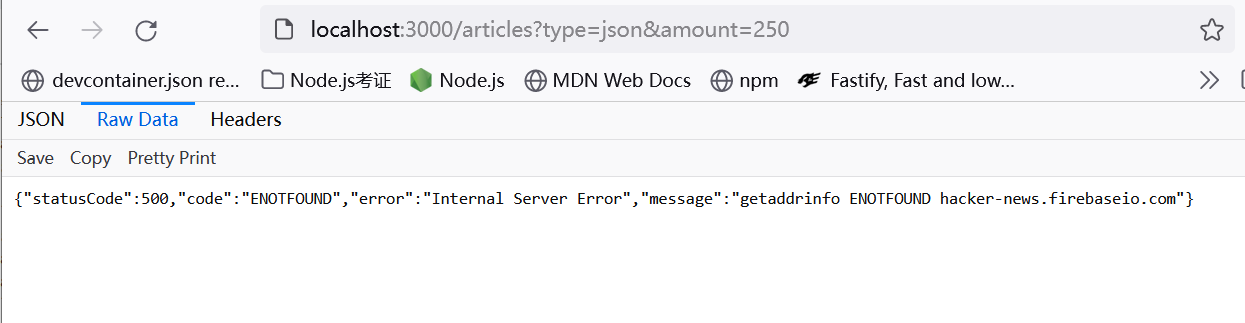 localhost:3000/articles?type=json&amount=250
devcontainer.json re... Node.js考证 Node.js MDN Web Docs npm Fastify, Fast and low...
JSON Raw Data Headers
Save Copy Pretty Print
{"statusCode":500,"code":"ENOTFOUND","error":"Internal Server Error","message":"getaddrinfo ENOTFOUND hacker-news.firebaseio.com"}